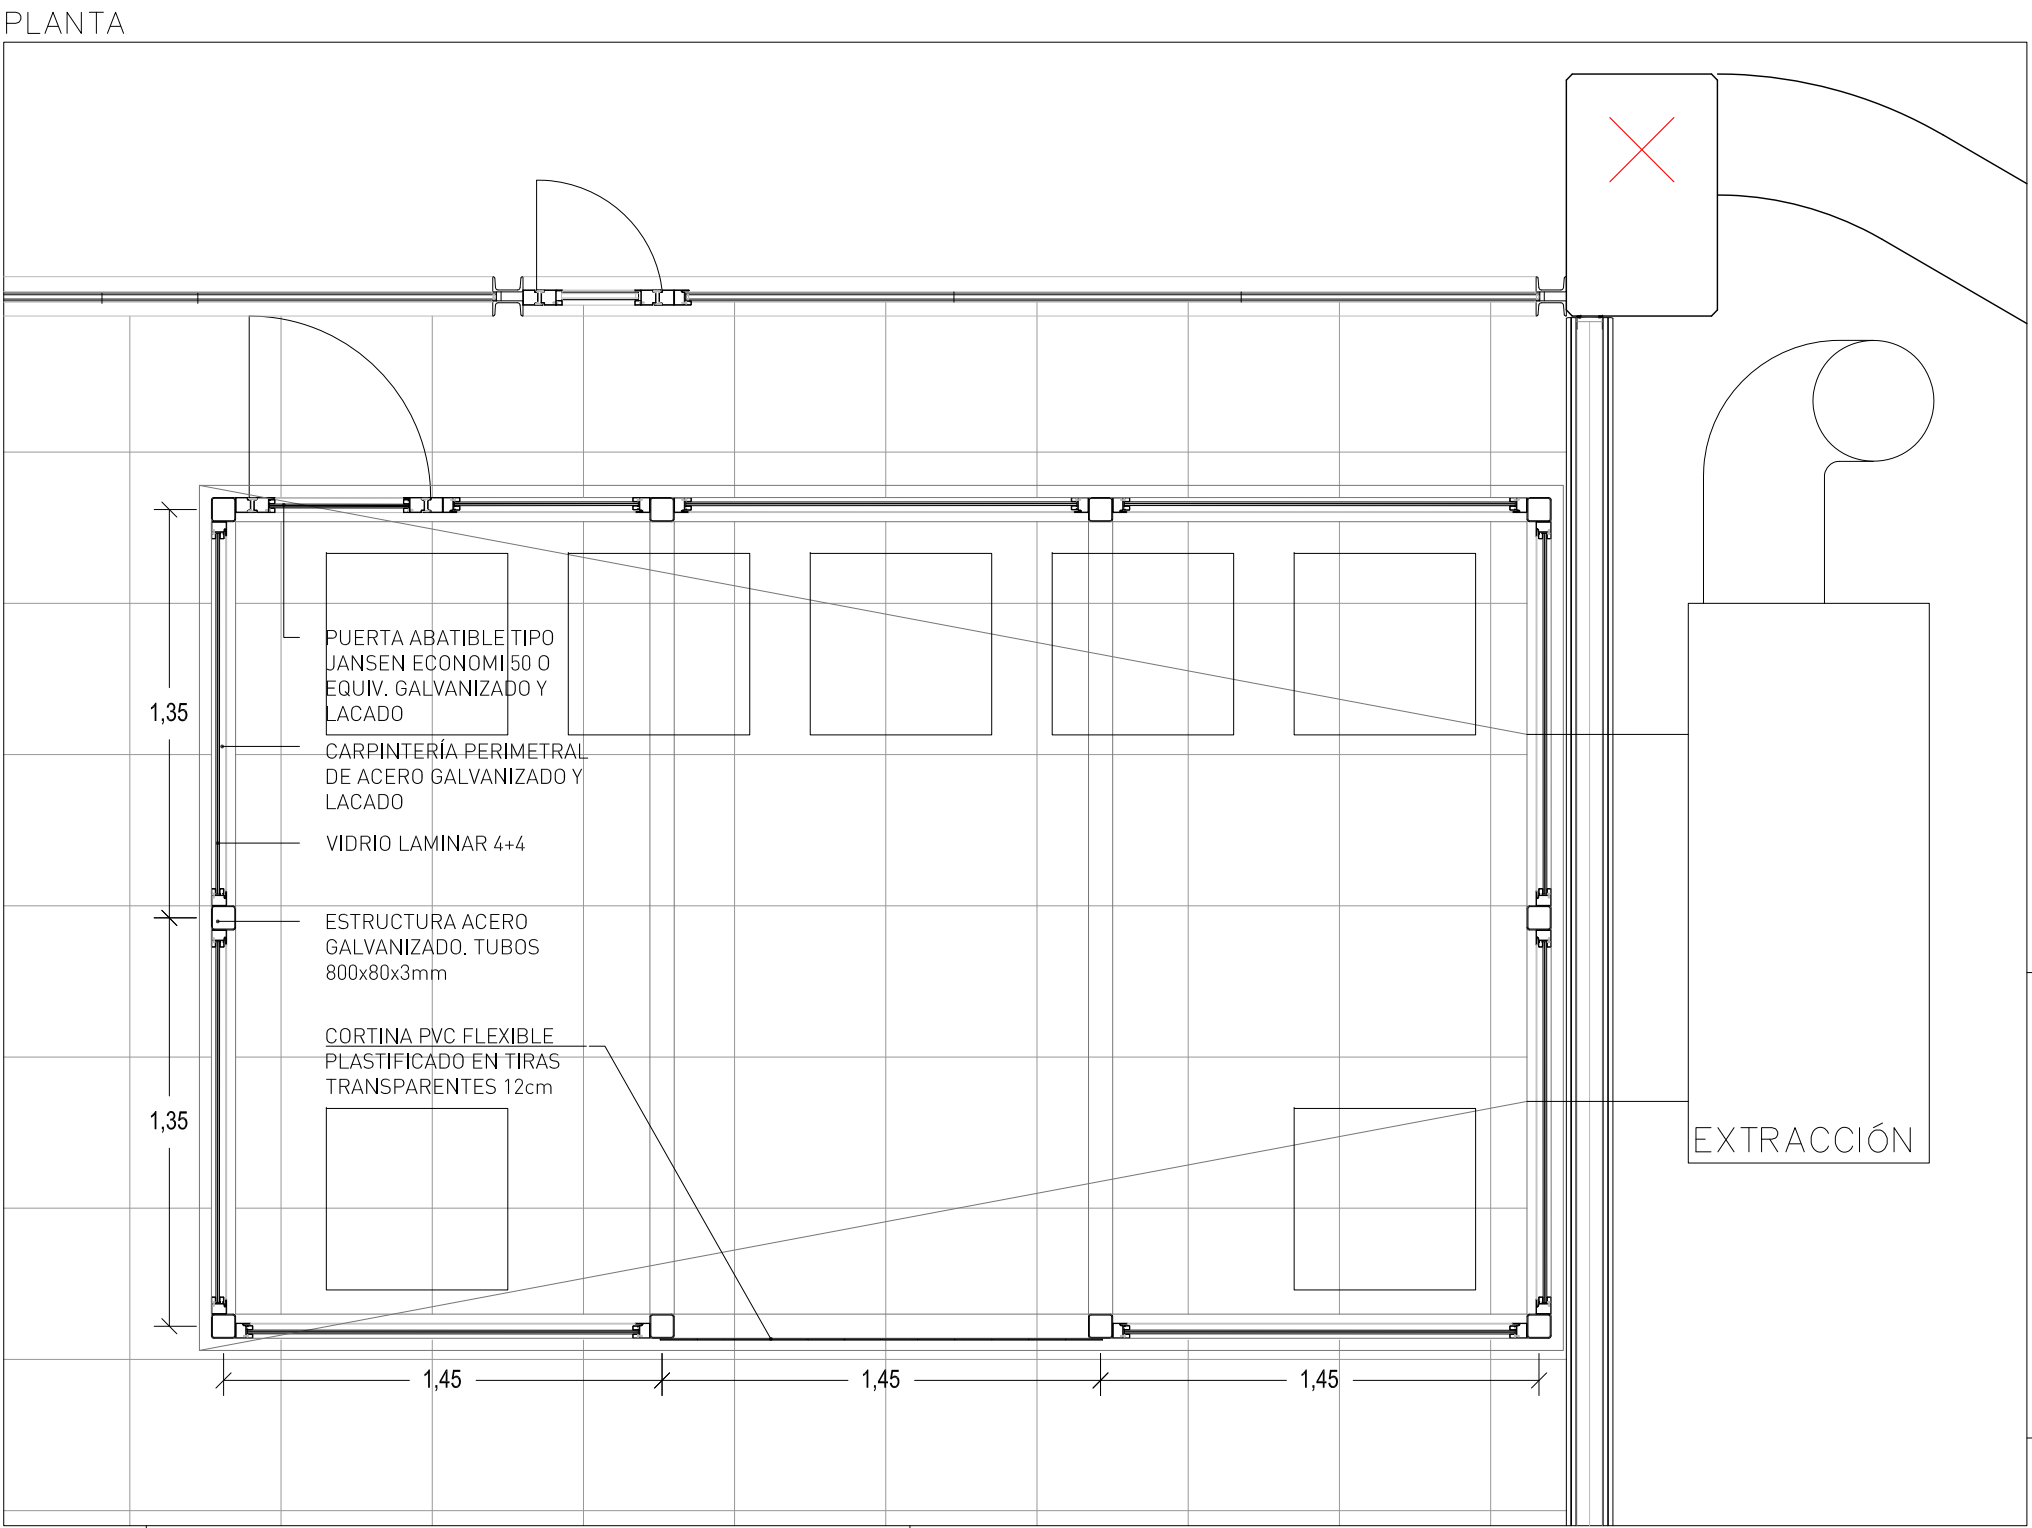 PLANTA
PUERTA ABATIBLE TIPO
JANSEN ECONOMI 50 O
EQUIV. GALVANIZADO Y
LACADO
1,35
CARPINTERÍA PERIMETRAL
DE ACERO GALVANIZADO Y
LACADO
VIDRIO LAMINAR 4+4
ESTRUCTURA ACERO
GALVANIZADO. TUBOS
800x80x3mm
CORTINA PVC FLEXIBLE
PLASTIFICADO EN TIRAS
TRANSPARENTES 12cm
1,35
EXTRACCIÓN
1,45
1,45
1,45